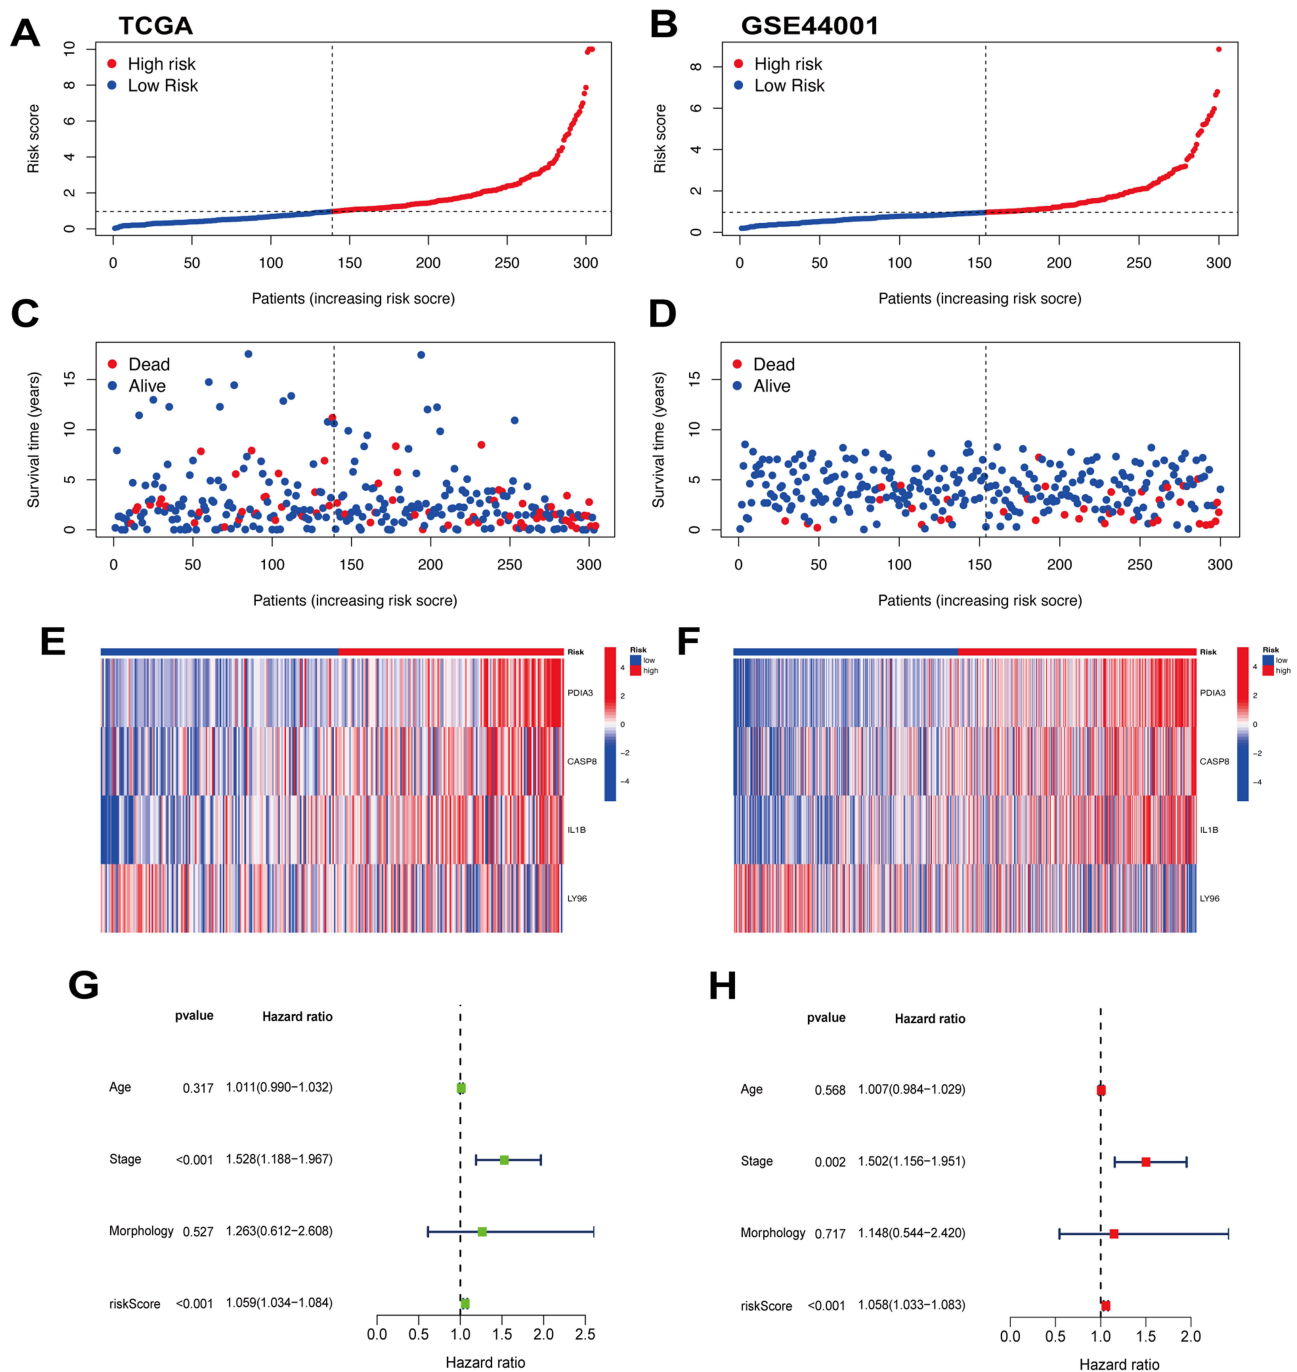 A TCGA
High risk
Low Risk
Risk score
10
8
6
4
2
0
0 50 100 150 200 250 300
Patients (increasing risk socre)
B GSE44001
High risk
Low Risk
Risk score
8
6
4
2
0
0 50 100 150 200 250 300
Patients (increasing risk socre)
C
Dead
Alive
Survival time (years)
15
10
5
0
0 50 100 150 200 250 300
Patients (increasing risk socre)
D
Dead
Alive
Survival time (years)
15
10
5
0
0 50 100 150 200 250 300
Patients (increasing risk socre)
E
Risk
PDIA3
CASP8
IL1B
LY96
4
2
0
−2
−4
Risk
low
high
F
Risk
PDIA3
CASP8
IL1B
LY96
4
2
0
−2
−4
Risk
low
high
G
pvalue Hazard ratio
Age 0.317 1.011(0.990−1.032)
Stage <0.001 1.528(1.188−1.967)
Morphology 0.527 1.263(0.612−2.608)
riskScore <0.001 1.059(1.034−1.084)
0.0 0.5 1.0 1.5 2.0 2.5
Hazard ratio
H
pvalue Hazard ratio
Age 0.568 1.007(0.984−1.029)
Stage 0.002 1.502(1.156−1.951)
Morphology 0.717 1.148(0.544−2.420)
riskScore <0.001 1.058(1.033−1.083)
0.0 0.5 1.0 1.5 2.0
Hazard ratio